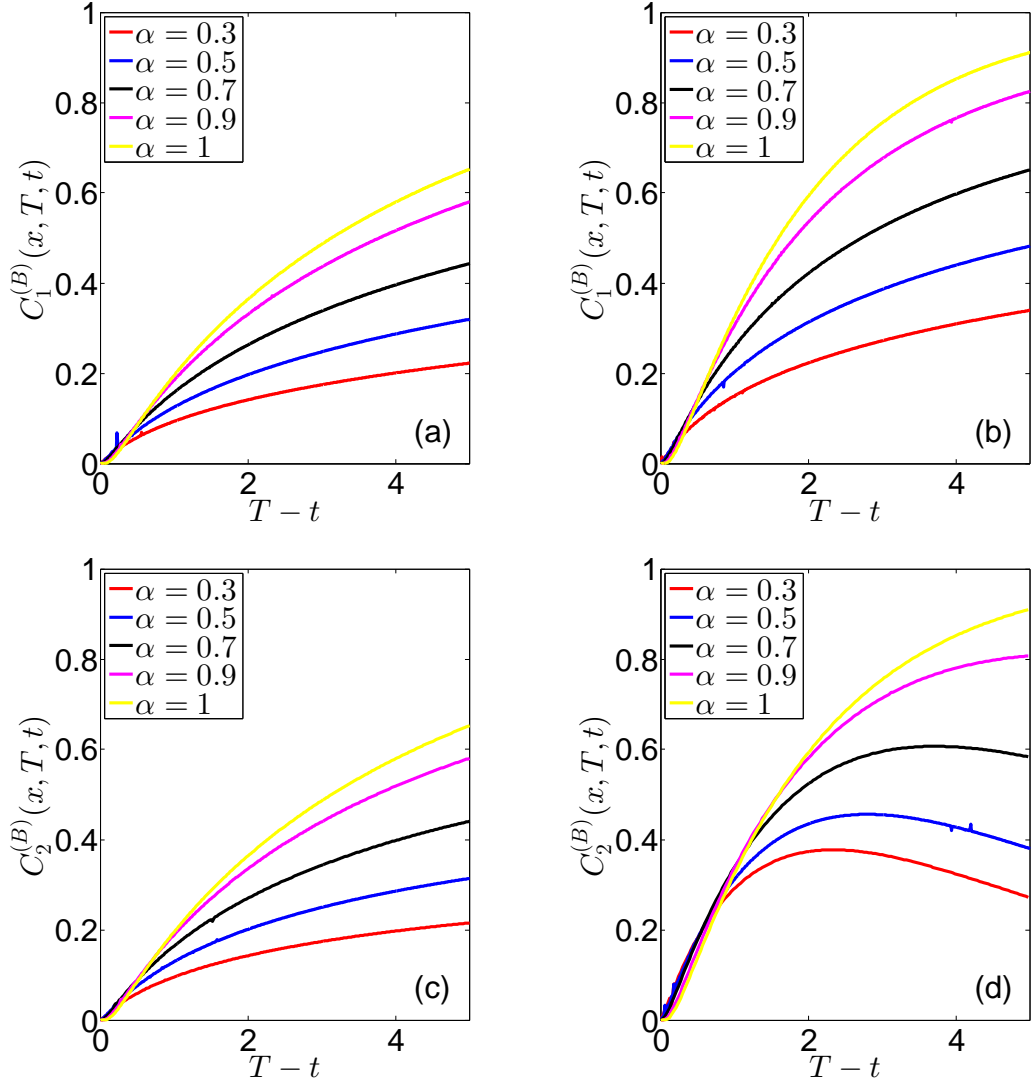 α = 0.3
α = 0.5
α = 0.7
α = 0.9
α = 1
C_1^{(B)}(x, T, t)
1
0.8
0.6
0.4
0.2
0
(a)
0 2 4
T − t
α = 0.3
α = 0.5
α = 0.7
α = 0.9
α = 1
C_1^{(B)}(x, T, t)
1
0.8
0.6
0.4
0.2
0
(b)
0 2 4
T − t
α = 0.3
α = 0.5
α = 0.7
α = 0.9
α = 1
C_2^{(B)}(x, T, t)
1
0.8
0.6
0.4
0.2
0
(c)
0 2 4
T − t
α = 0.3
α = 0.5
α = 0.7
α = 0.9
α = 1
C_2^{(B)}(x, T, t)
1
0.8
0.6
0.4
0.2
0
(d)
0 2 4
T − t